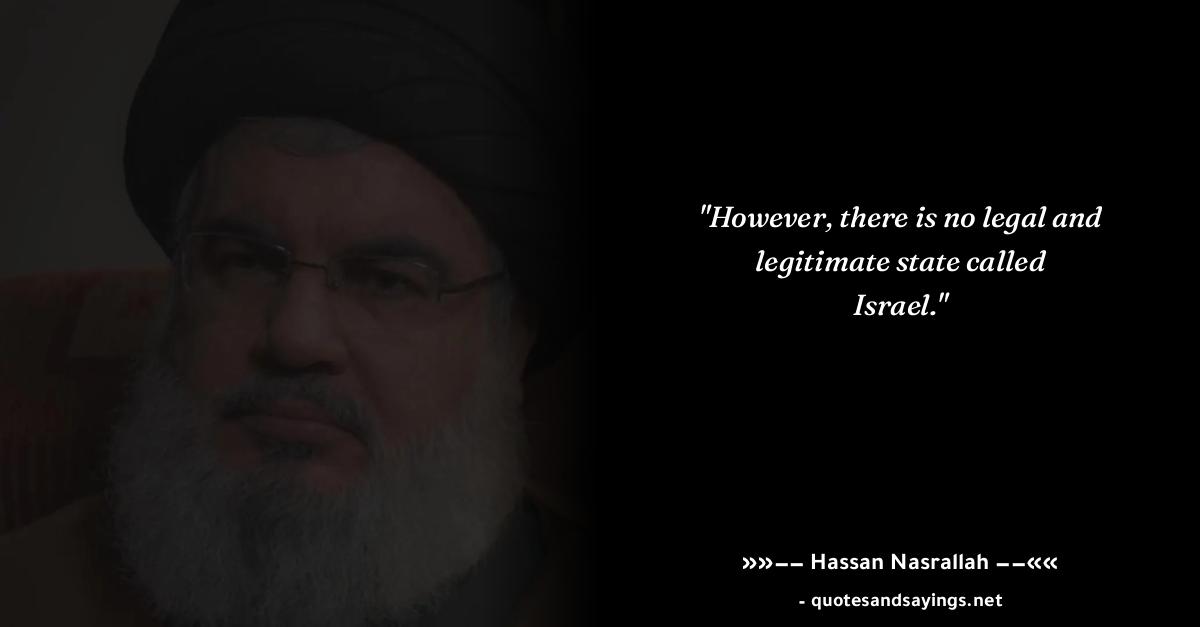 "However, there is no legal and
legitimate state called
Israel."
»»−− Hassan Nasrallah −−««
- quotesandsayings.net